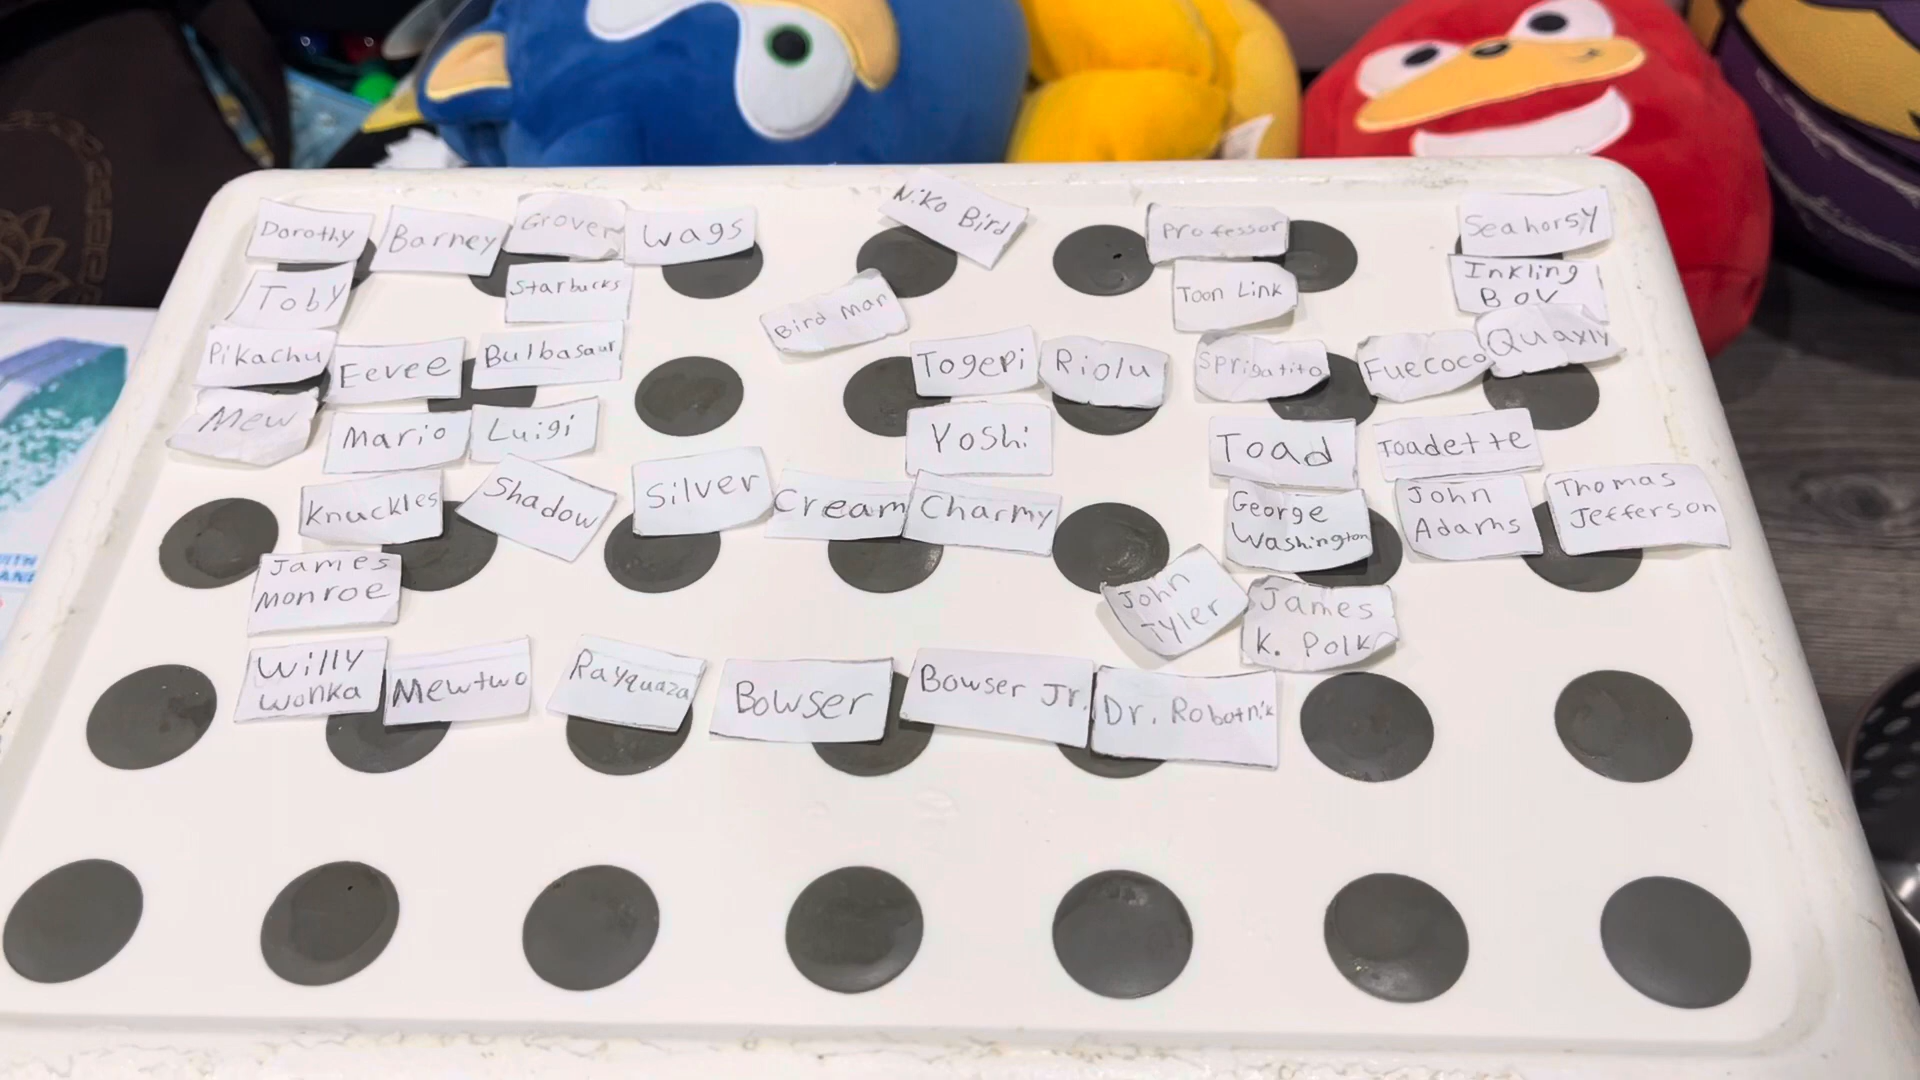 Dorothy
Barney
Grover
Wags
Niko Bird
Professor
Seahorsy
Toby
Starbucks
Bird Man
Toon Link
Inkling
Boy
Pikachu
Eevee
Bulbasaur
Togepi
Riolu
Sprigatito
Fuecoco
Quaxly
Mew
Mario
Luigi
Yoshi
Toad
Toadette
Knuckles
Shadow
Silver
Cream
Charmy
George
Washington
John
Adams
Thomas
Jefferson
James
Monroe
John
Tyler
James
K. Polk
Willy
Wonka
Mewtwo
Rayquaza
Bowser
Bowser Jr.
Dr. Robotnik